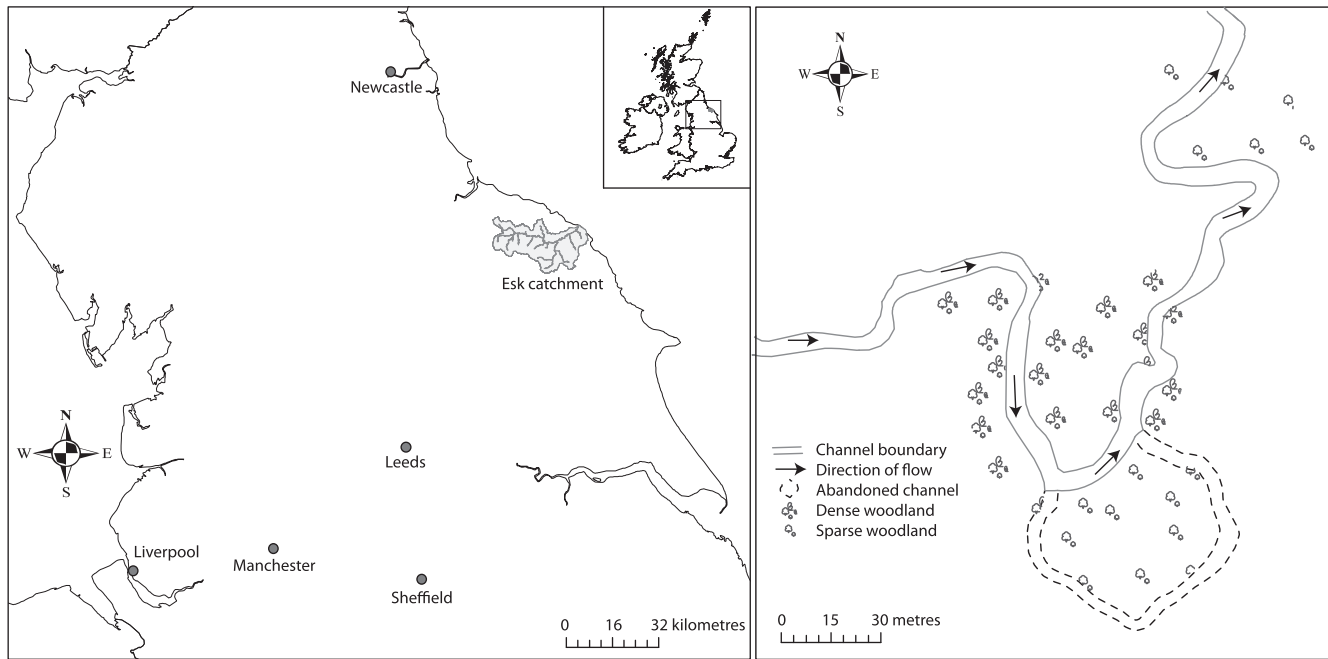 Newcastle
Esk catchment
N
W E
S
Leeds
Liverpool
Manchester
Sheffield
0 16 32 kilometres
N
W E
S
Channel boundary
Direction of flow
Abandoned channel
Dense woodland
Sparse woodland
0 15 30 metres